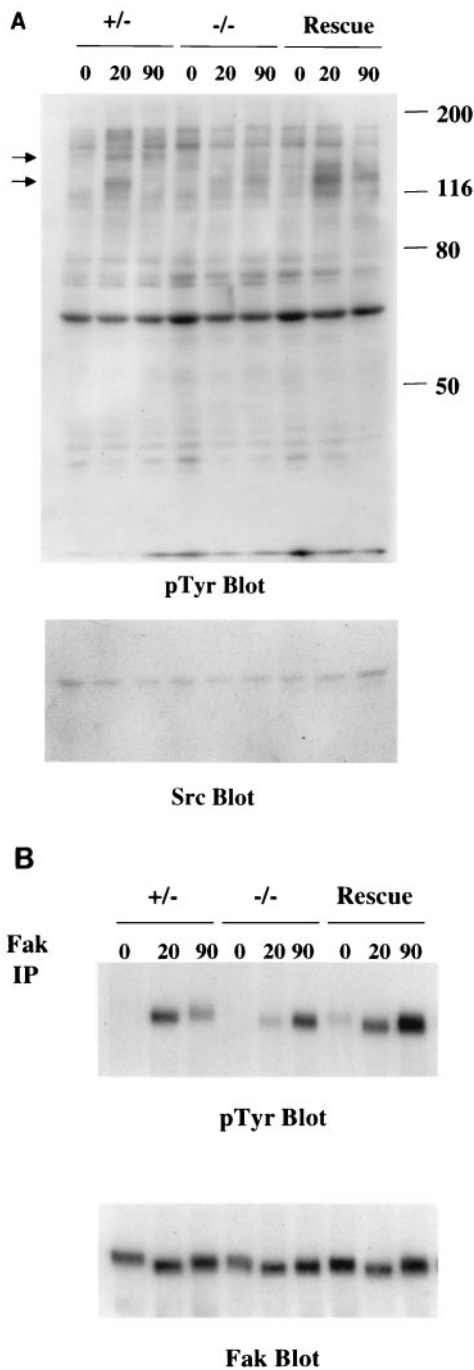 A
+/- -/- Rescue
0 20 90 0 20 90 0 20 90
200
116
80
50
pTyr Blot
Src Blot
B
+/- -/- Rescue
Fak
IP
0 20 90 0 20 90 0 20 90
pTyr Blot
Fak Blot